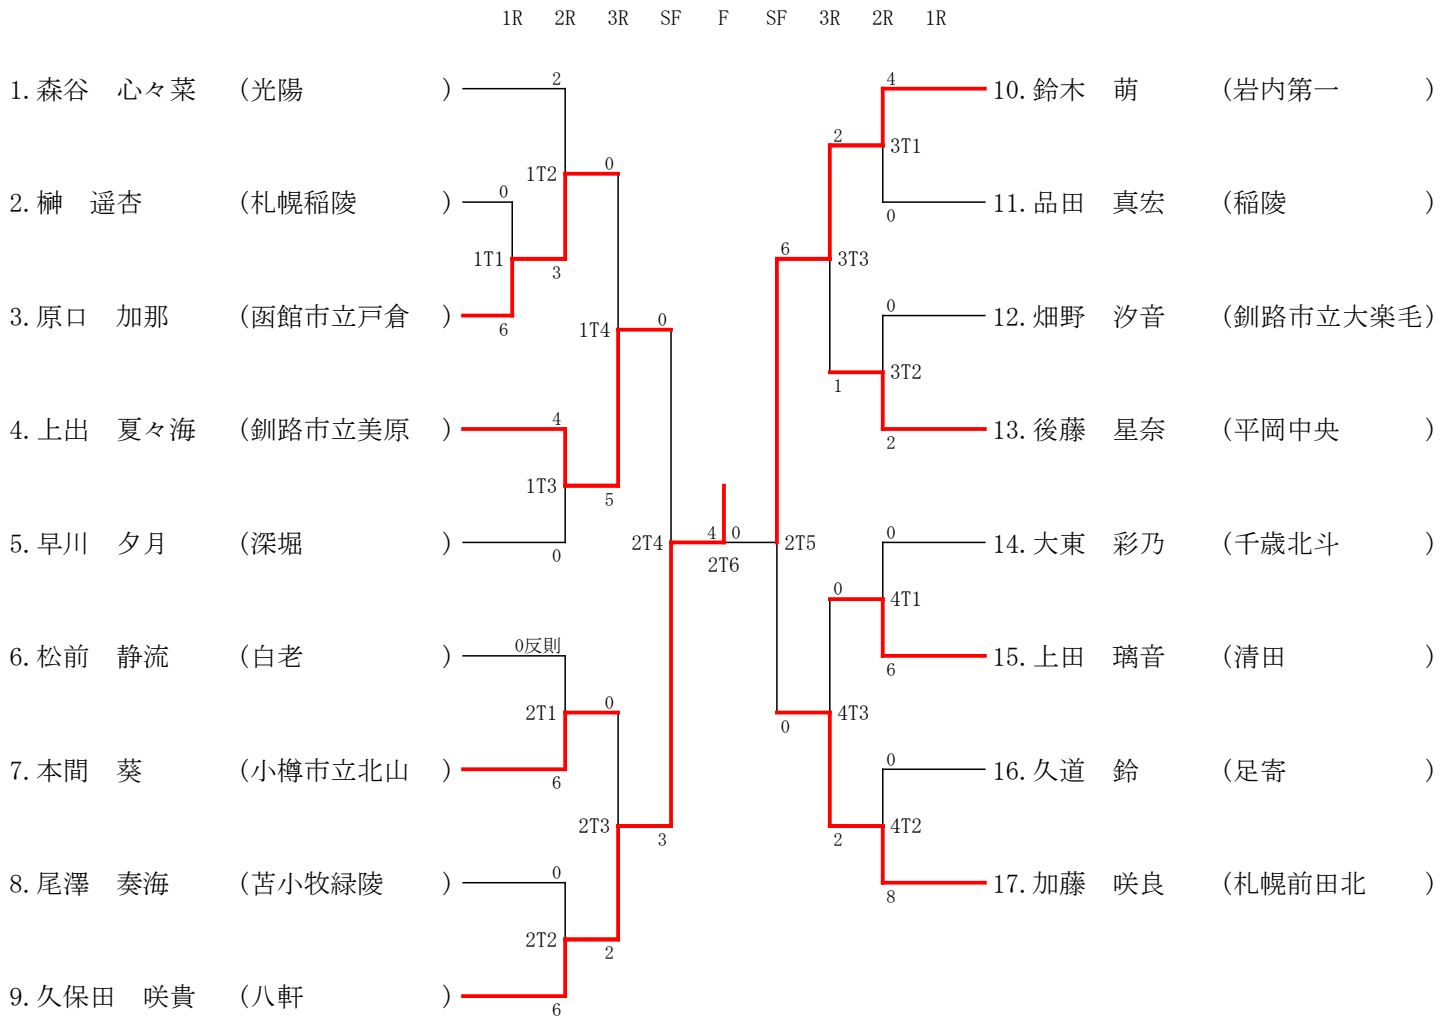 1R 2R 3R SF F SF 3R 2R 1R
1.森谷　心々菜 (光陽 ) 2 4 10.鈴木　萌 (岩内第一 )
2 3T1
1T2 0
2.榊　遥杏 (札幌稲陵 ) 0 0 11.品田　真宏 (稲陵 )
1T1 3 6 3T3
3.原口　加那 (函館市立戸倉 ) 6 0 12.畑野　汐音 (釧路市立大楽毛)
1T4 0
1 3T2
4.上出　夏々海 (釧路市立美原 ) 4 2 13.後藤　星奈 (平岡中央 )
1T3 5
5.早川　夕月 (深堀 ) 0 2T4 4 0 2T5 0 14.大東　彩乃 (千歳北斗 )
2T6
0 4T1
6.松前　静流 (白老 ) 0反則 6 15.上田　璃音 (清田 )
2T1 0 0 4T3
7.本間　葵 (小樽市立北山 ) 6 0 16.久道　鈴 (足寄 )
2T3 3 2 4T2
8.尾澤　奏海 (苫小牧緑陵 ) 0 8 17.加藤　咲良 (札幌前田北 )
2T2 2
9.久保田　咲貴 (八軒 ) 6